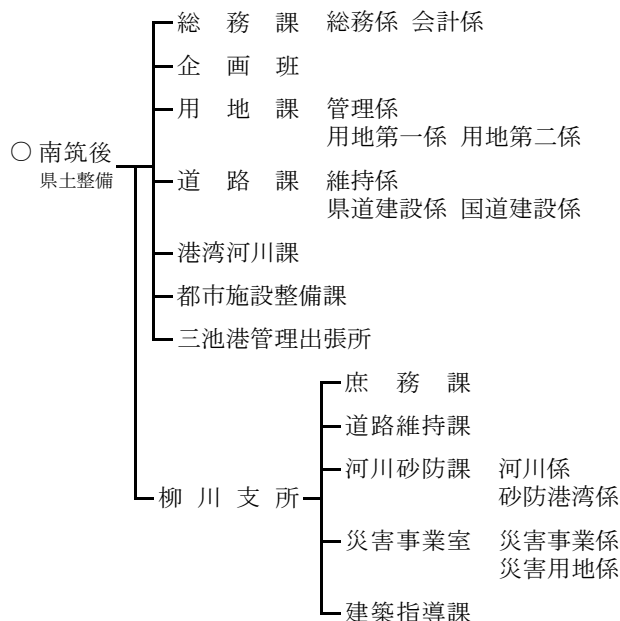 総務課 総務係 会計係
企画班
用地課 管理係
用地第一係 用地第二係
○南筑後
県土整備
道路課 維持係
県道建設係 国道建設係
港湾河川課
都市施設整備課
三池港管理出張所
柳川支所
庶務課
道路維持課
河川砂防課 河川係
砂防港湾係
災害事業室 災害事業係
災害用地係
建築指導課